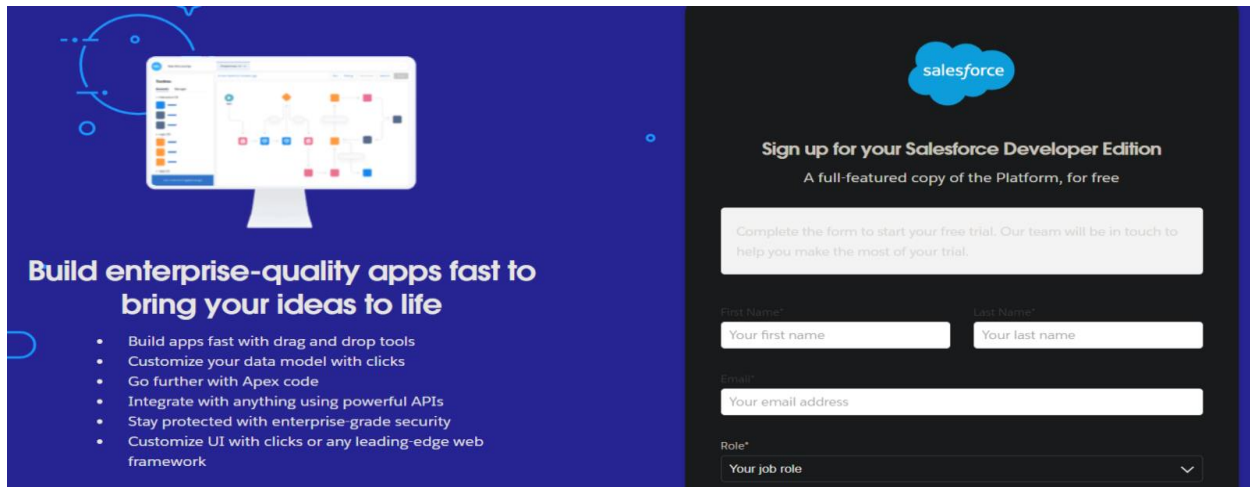 Build enterprise-quality apps fast to
bring your ideas to life
• Build apps fast with drag and drop tools
• Customize your data model with clicks
• Go further with Apex code
• Integrate with anything using powerful APIs
• Stay protected with enterprise-grade security
• Customize UI with clicks or any leading-edge web
framework
salesforce
Sign up for your Salesforce Developer Edition
A full-featured copy of the Platform, for free
Complete the form to start your free trial. Our team will be in touch to
help you make the most of your trial.
First Name* Last Name*
Your first name Your last name
Email*
Your email address
Role*
Your job role